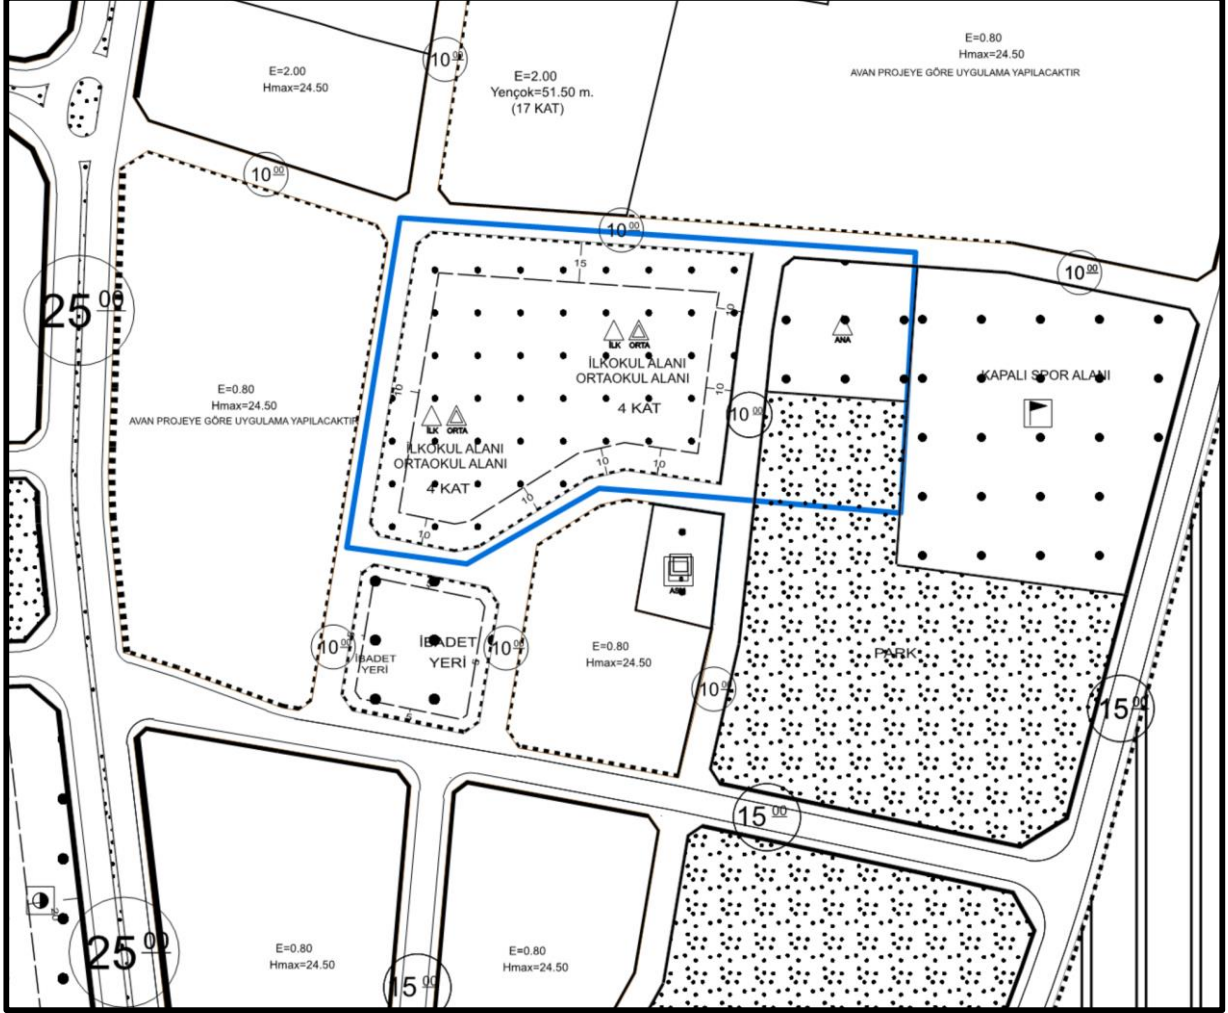 E=0.80
Hmax=24.50
AVAN PROJEYE GÖRE UYGULAMA YAPILACAKTIR
E=2.00
Hmax=24.50
10 00
E=2.00
Yençok=51.50 m.
(17 KAT)
10 00
10 00
10 00
15
25 00
10
İLK ORTA
ANA
İLKOKUL ALANI
ORTAOKUL ALANI
4 KAT
KAPALI SPOR ALANI
E=0.80
Hmax=24.50
AVAN PROJEYE GÖRE UYGULAMA YAPILACAKTIR
10
10
10 00
İLK ORTA
İLKOKUL ALANI
ORTAOKUL ALANI
4 KAT
10
10
10
10
ASM
İBADET
YERİ
İBADET
YERİ
5
5
10 00
10 00
E=0.80
Hmax=24.50
PARK
10 00
15 00
15 00
20
25 00
E=0.80
Hmax=24.50
E=0.80
Hmax=24.50
15 00